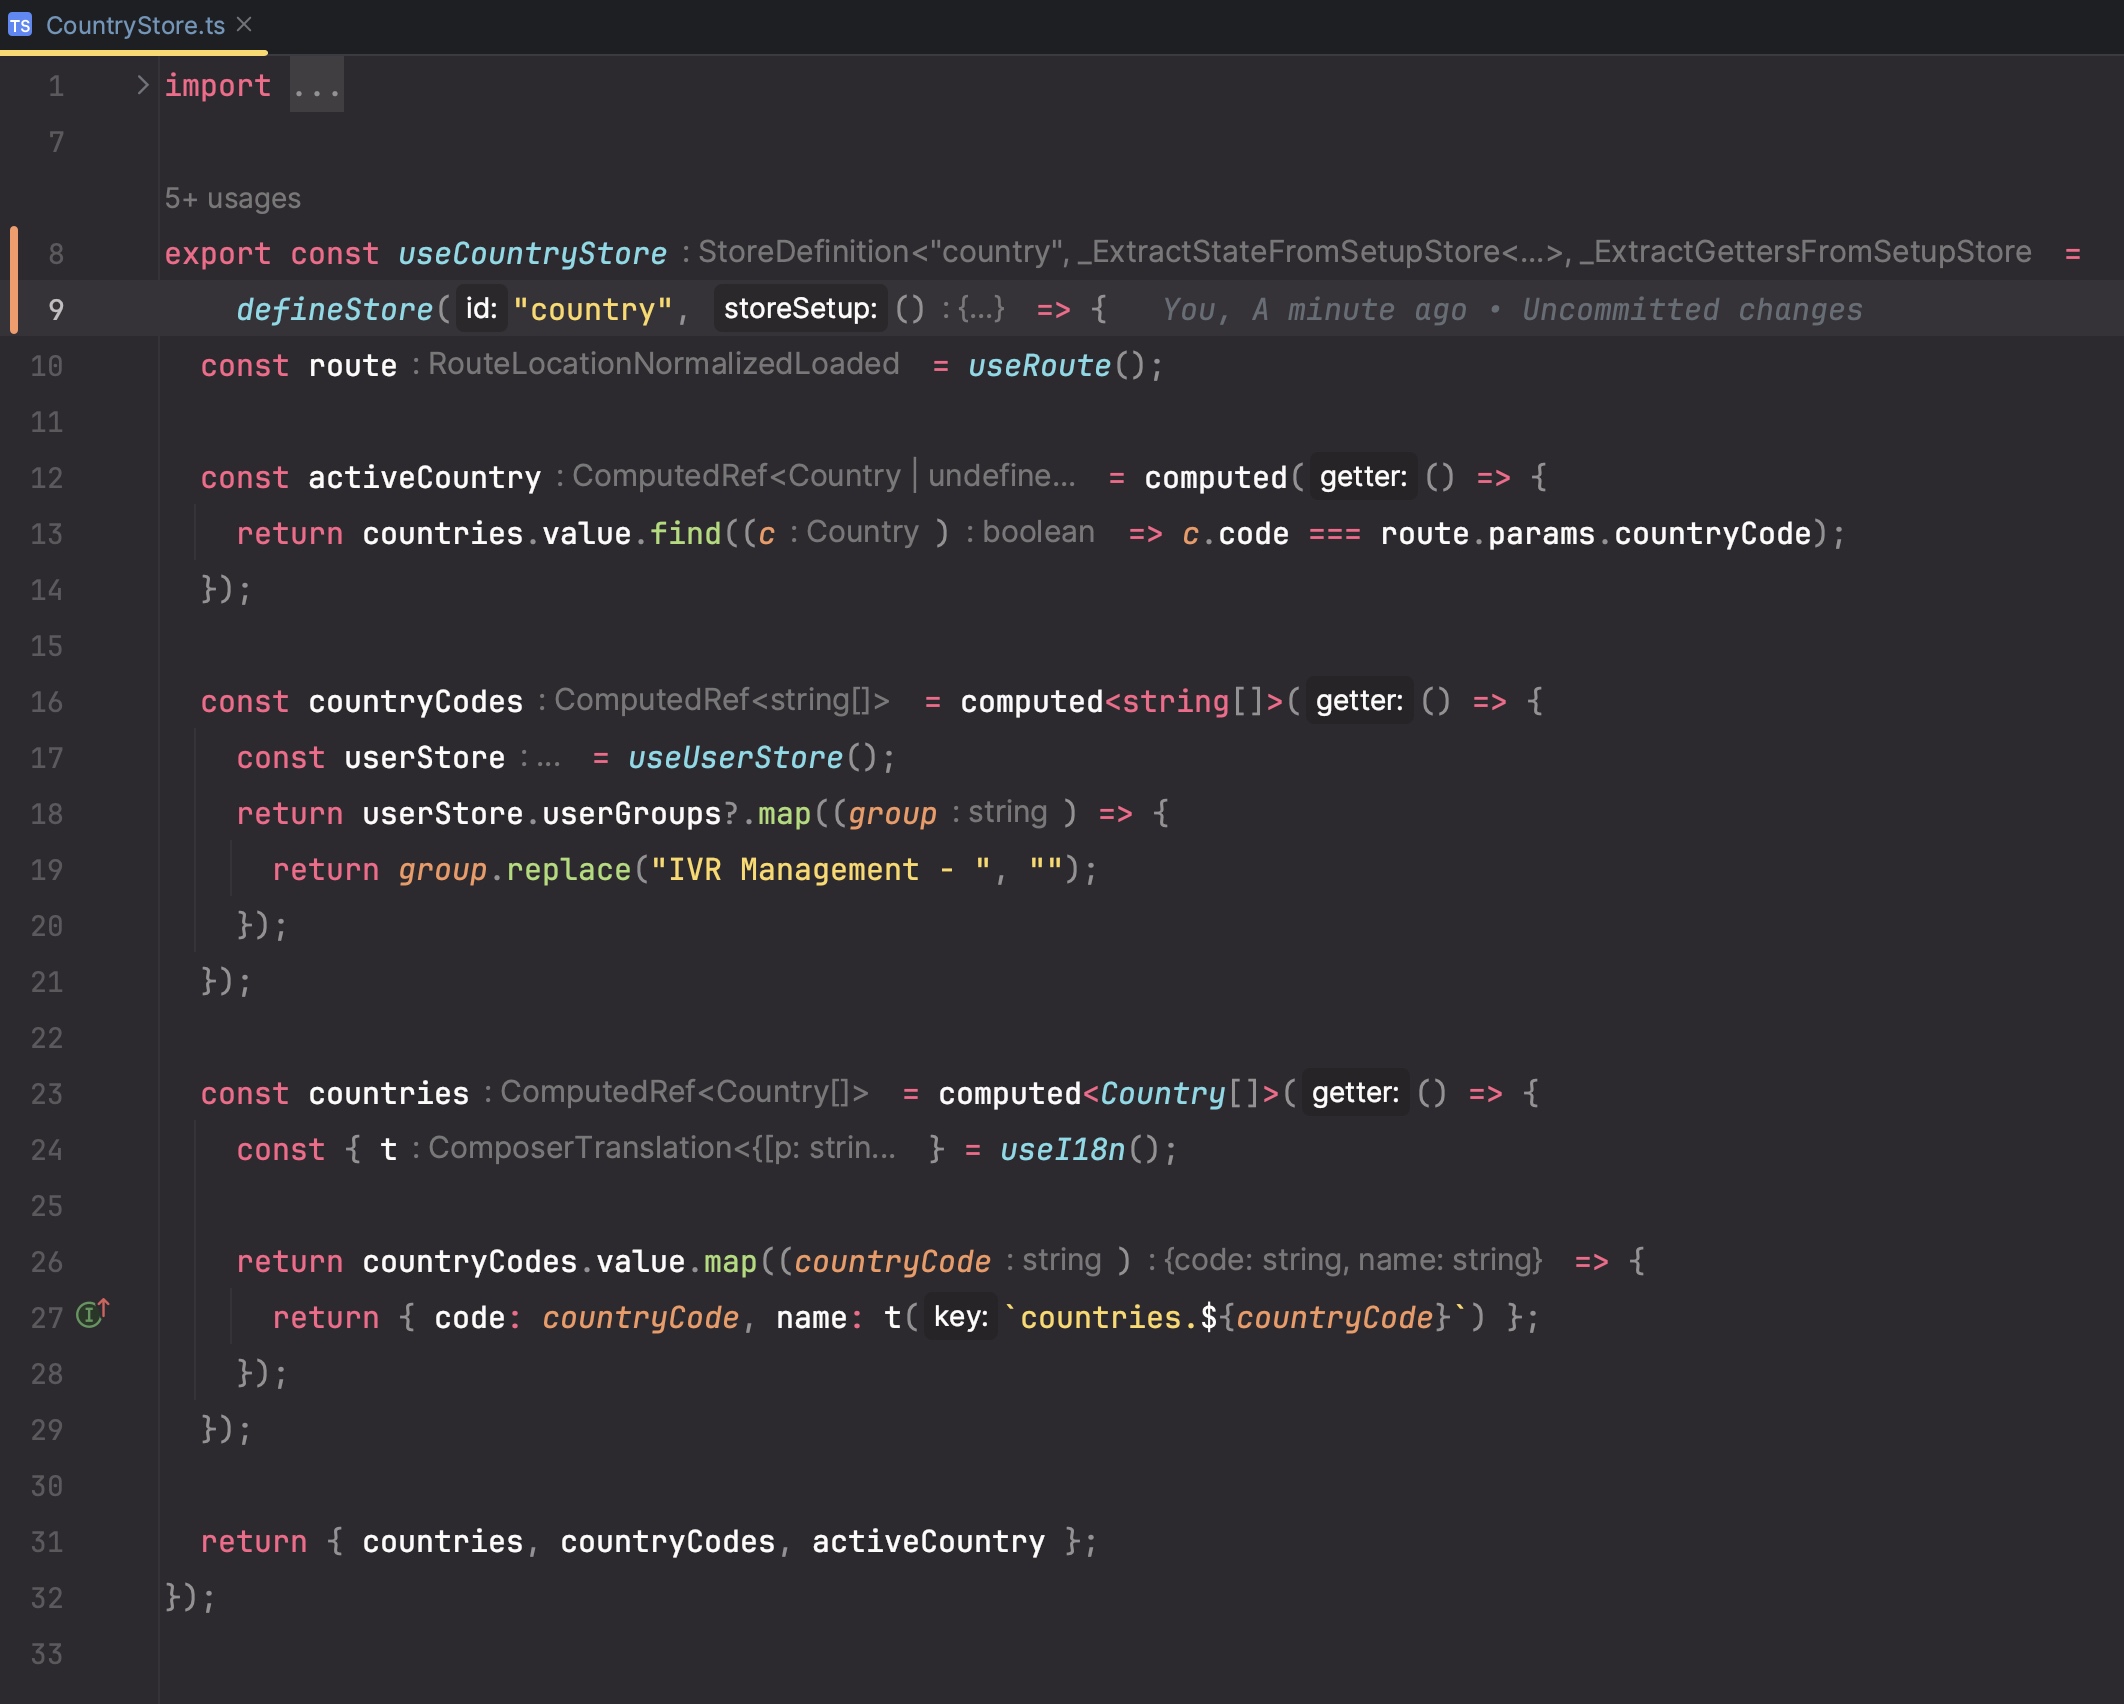 TS CountryStore.ts
1 import ...
7
5+ usages
8 export const useCountryStore : StoreDefinition<"country", _ExtractStateFromSetupStore<...>, _ExtractGettersFromSetupStore =
9 defineStore( id: "country", storeSetup: () : {...} => { You, A minute ago • Uncommitted changes
10 const route : RouteLocationNormalizedLoaded = useRoute();
11
12 const activeCountry : ComputedRef<Country | undefine... = computed( getter: () => {
13 return countries.value.find((c : Country ) : boolean => c.code === route.params.countryCode);
14 });
15
16 const countryCodes : ComputedRef<string[]> = computed<string[]>( getter: () => {
17 const userStore : ... = useUserStore();
18 return userStore.userGroups?.map((group : string ) => {
19 return group.replace("IVR Management - ", "");
20 });
21 });
22
23 const countries : ComputedRef<Country[]> = computed<Country[]>( getter: () => {
24 const { t : ComposerTranslation<{[p: strin... } = useI18n();
25
26 return countryCodes.value.map((countryCode : string ) : {code: string, name: string} => {
27 return { code: countryCode, name: t( key: `countries.${countryCode}`) };
28 });
29 });
30
31 return { countries, countryCodes, activeCountry };
32 });
33